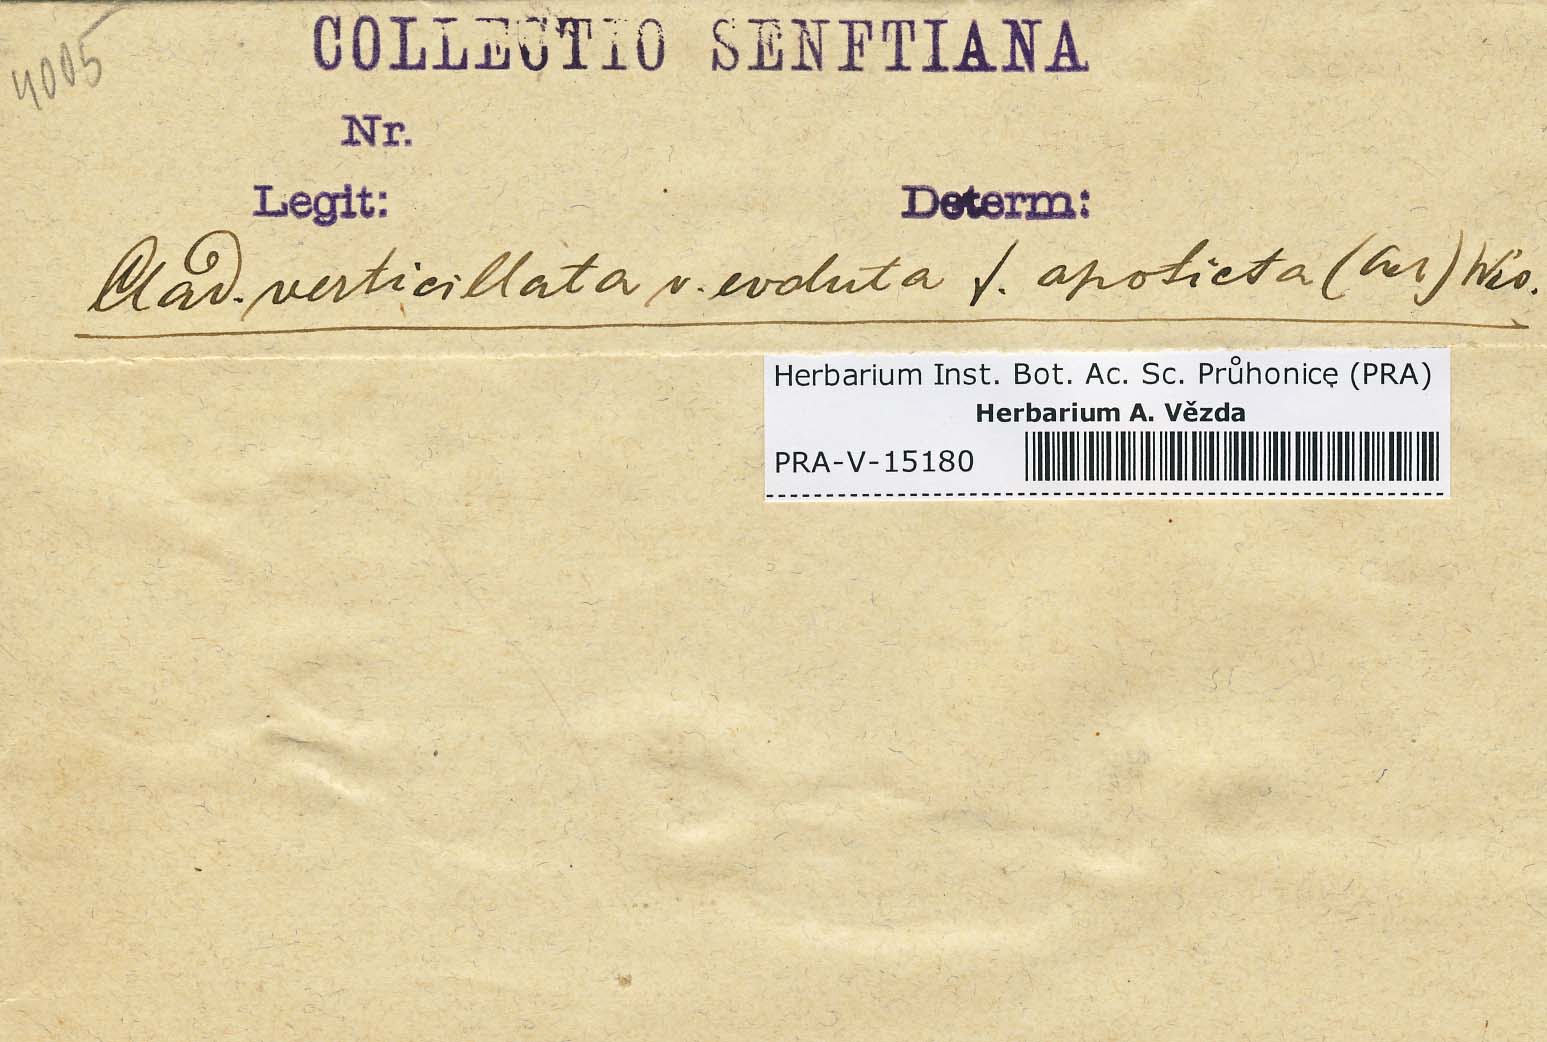 4005
COLLECTIO SENFTIANA
Nr.
Legit:
Determ:
Clad. verticillata v. evoluta f. apoticta (Ach) Wio.
Herbarium Inst. Bot. Ac. Sc. Průhonice (PRA)
Herbarium A. Vězda
PRA-V-15180